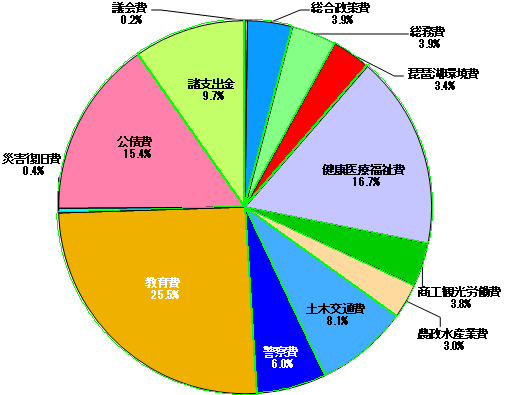 議会費
0.2%
総合政策費
3.9%
総務費
3.9%
琵琶湖環境費
3.4%
健康医療福祉費
16.7%
商工観光労働費
3.8%
農政水産業費
3.0%
土木交通費
8.1%
警察費
6.0%
教育費
25.5%
災害復旧費
0.4%
公債費
15.4%
諸支出金
9.7%